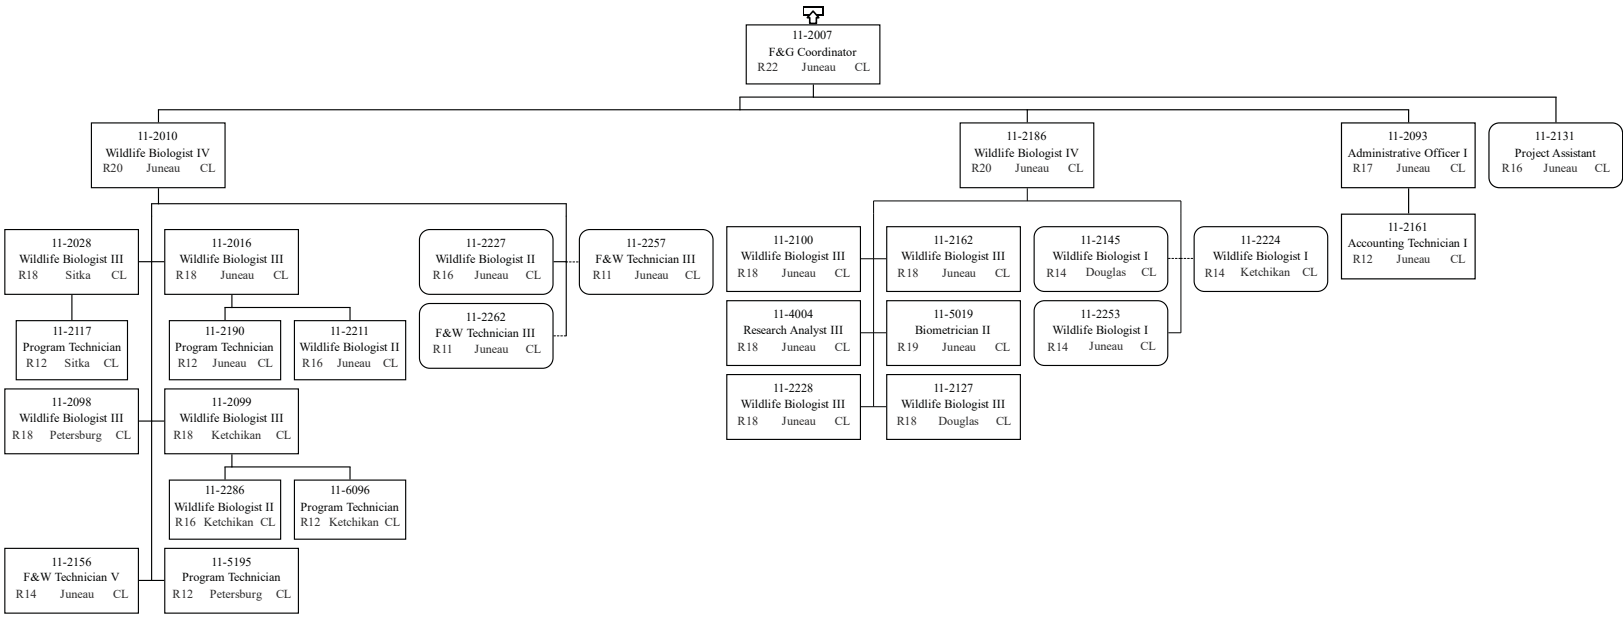 11-2007
F&G Coordinator
R22 Juneau CL
11-2010
Wildlife Biologist IV
R20 Juneau CL
11-2186
Wildlife Biologist IV
R20 Juneau CL
11-2093
Administrative Officer I
R17 Juneau CL
11-2131
Project Assistant
R16 Juneau CL
11-2161
Accounting Technician I
R12 Juneau CL
11-2028
Wildlife Biologist III
R18 Sitka CL
11-2016
Wildlife Biologist III
R18 Juneau CL
11-2227
Wildlife Biologist II
R16 Juneau CL
11-2257
F&W Technician III
R11 Juneau CL
11-2100
Wildlife Biologist III
R18 Juneau CL
11-2162
Wildlife Biologist III
R18 Juneau CL
11-2145
Wildlife Biologist I
R14 Douglas CL
11-2224
Wildlife Biologist I
R14 Ketchikan CL
11-2117
Program Technician
R12 Sitka CL
11-2190
Program Technician
R12 Juneau CL
11-2211
Wildlife Biologist II
R16 Juneau CL
11-2262
F&W Technician III
R11 Juneau CL
11-4004
Research Analyst III
R18 Juneau CL
11-5019
Biometrician II
R19 Juneau CL
11-2253
Wildlife Biologist I
R14 Juneau CL
11-2098
Wildlife Biologist III
R18 Petersburg CL
11-2099
Wildlife Biologist III
R18 Ketchikan CL
11-2228
Wildlife Biologist III
R18 Juneau CL
11-2127
Wildlife Biologist III
R18 Douglas CL
11-2286
Wildlife Biologist II
R16 Ketchikan CL
11-6096
Program Technician
R12 Ketchikan CL
11-2156
F&W Technician V
R14 Juneau CL
11-5195
Program Technician
R12 Petersburg CL